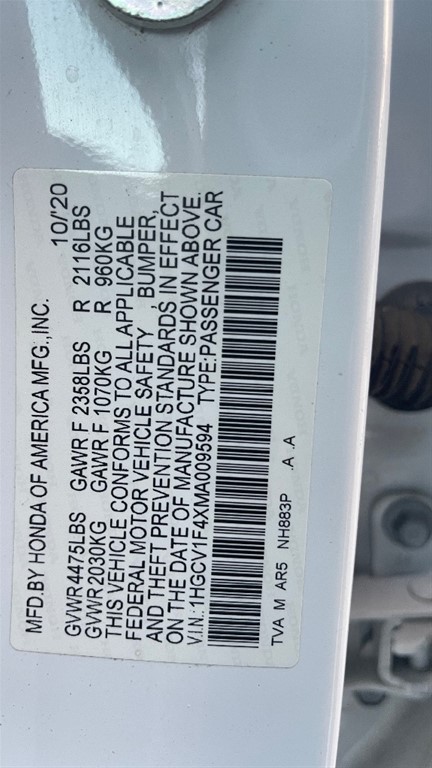 MFD.BY HONDA OF AMERICA MFG.,INC. 10/'20
GVWR4475LBS GAWR F 2358LBS R 2116LBS
GVWR2030KG GAWR F 1070KG R 960KG
THIS VEHICLE CONFORMS TO ALL APPLICABLE
FEDERAL MOTOR VEHICLE SAFETY , BUMPER,
AND THEFT PREVENTION STANDARDS IN EFFECT
ON THE DATE OF MANUFACTURE SHOWN ABOVE.
V.I.N.:1HGCV1F4XMA009594 TYPE:PASSENGER CAR
TVA M AR5 NH883P .A .A